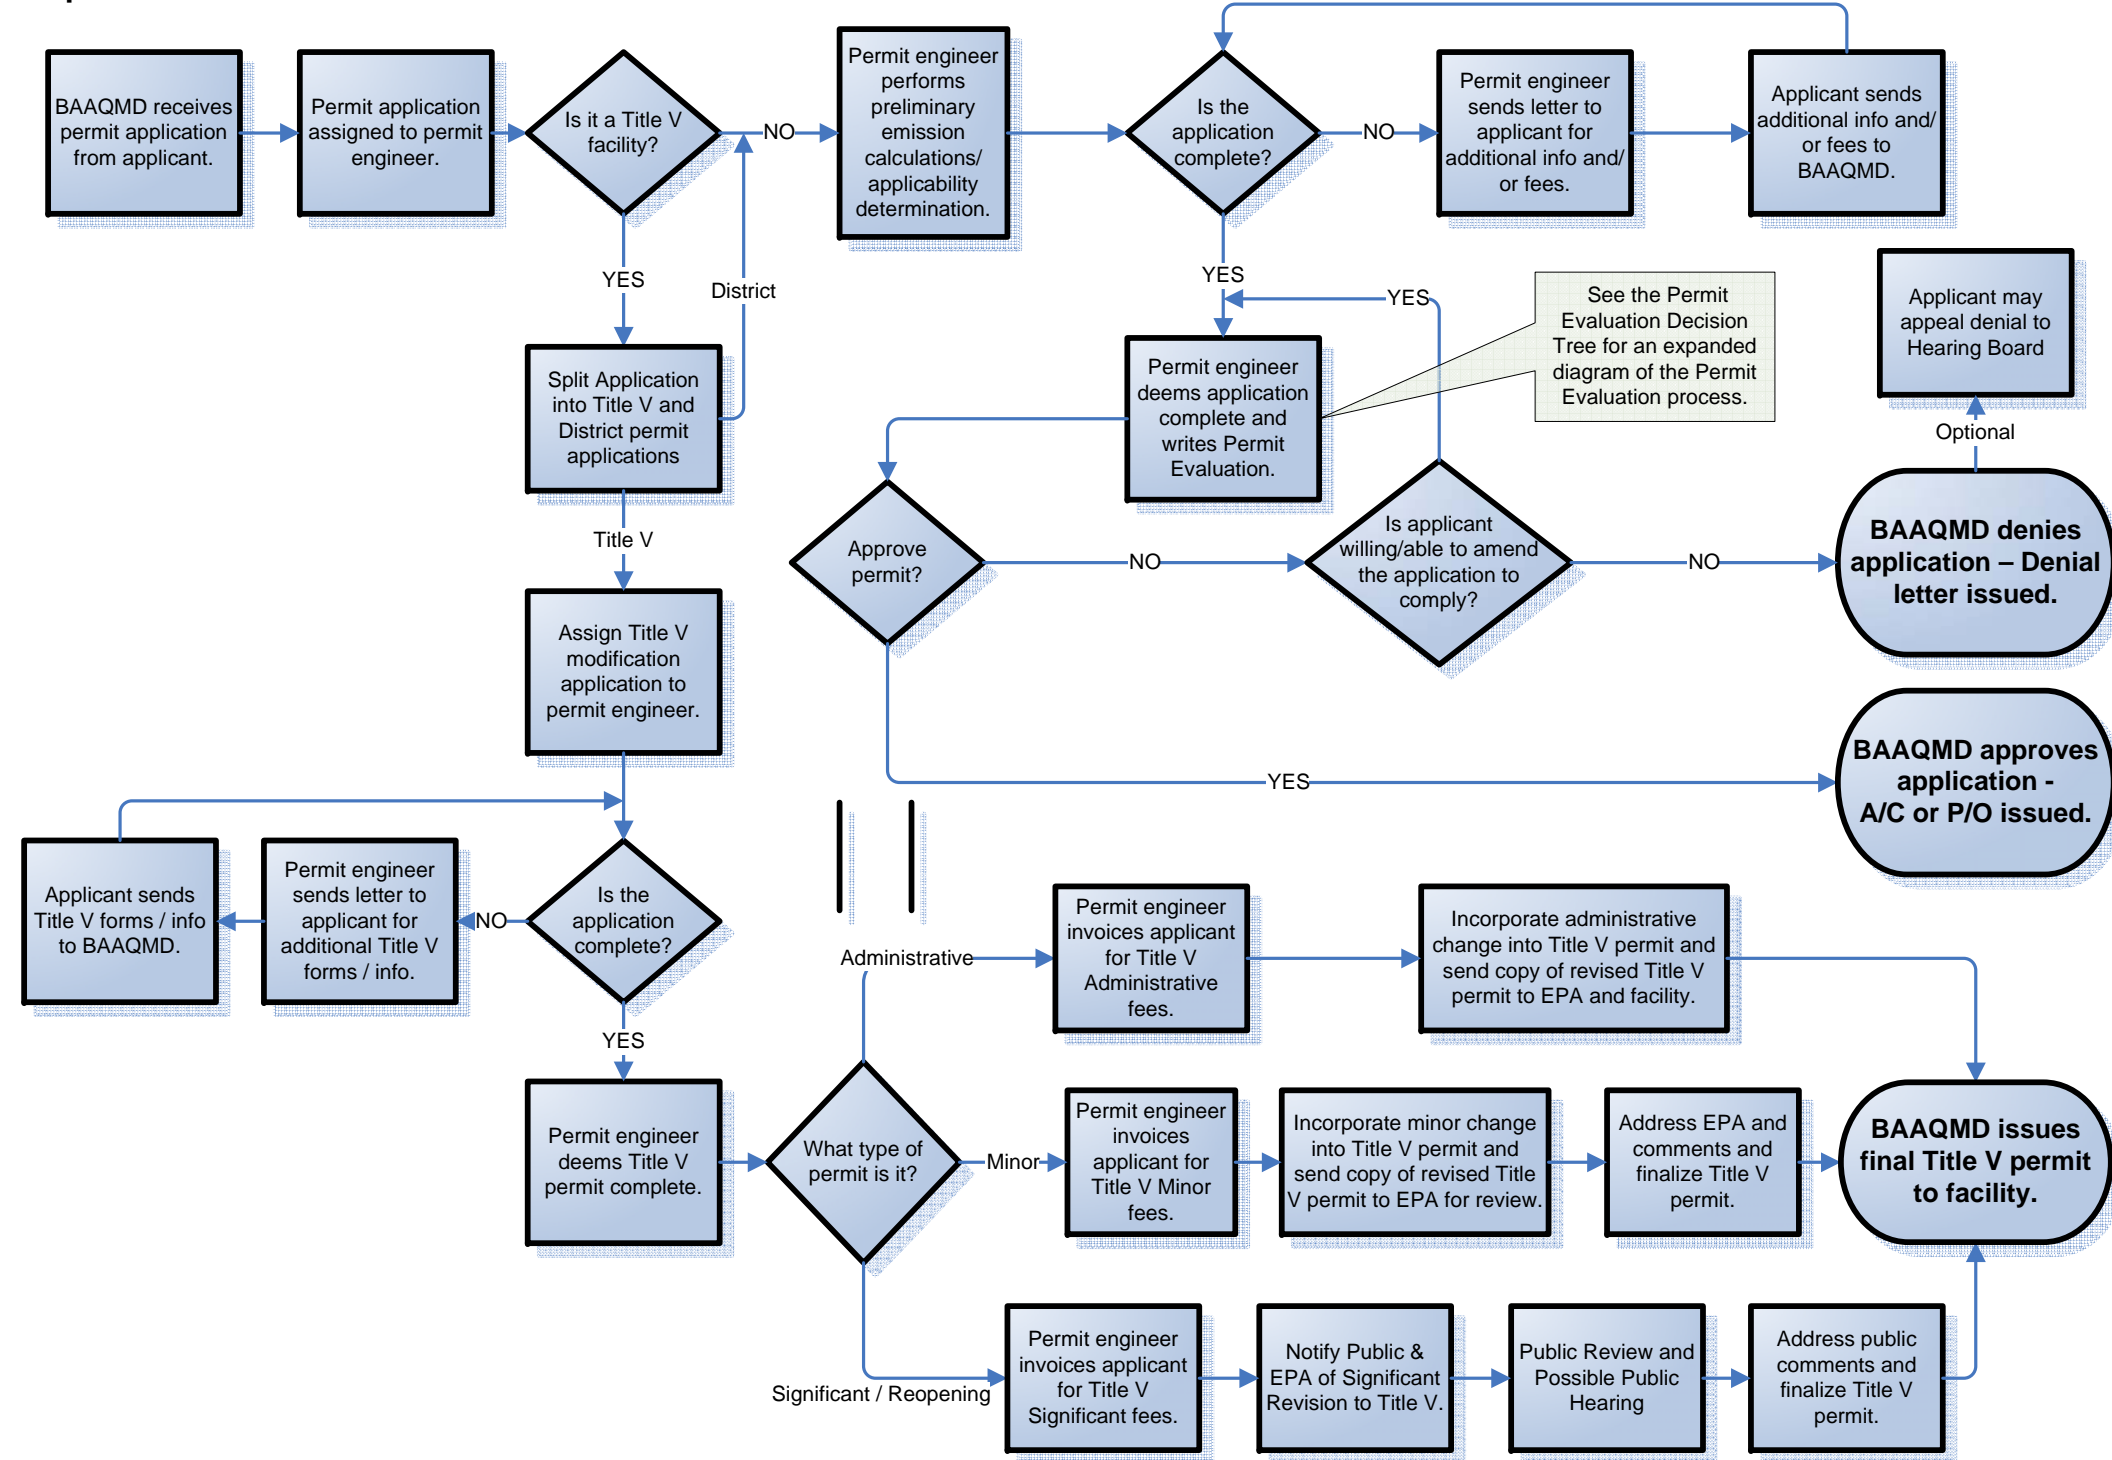 BAAQMD receives
permit application
from applicant.
Permit application
assigned to permit
engineer.
Is it a Title V
facility?
NO
Permit engineer
performs
preliminary
emission
calculations/
applicability
determination.
Is the
application
complete?
NO
Permit engineer
sends letter to
applicant for
additional info and/
or fees.
Applicant sends
additional info and/
or fees to
BAAQMD.
YES
District
YES
YES
See the Permit
Evaluation Decision
Tree for an expanded
diagram of the Permit
Evaluation process.
Applicant may
appeal denial to
Hearing Board
Optional
Split Application
into Title V and
District permit
applications
Permit engineer
deems application
complete and
writes Permit
Evaluation.
Title V
Approve
permit?
NO
Is applicant
willing/able to amend
the application to
comply?
NO
BAAQMD denies
application – Denial
letter issued.
Assign Title V
modification
application to
permit engineer.
YES
BAAQMD approves
application -
A/C or P/O issued.
Applicant sends
Title V forms / info
to BAAQMD.
Permit engineer
sends letter to
applicant for
additional Title V
forms / info.
NO
Is the
application
complete?
YES
Administrative
Permit engineer
invoices applicant
for Title V
Administrative
fees.
Incorporate administrative
change into Title V permit and
send copy of revised Title V
permit to EPA and facility.
Permit engineer
deems Title V
permit complete.
What type of
permit is it?
Minor
Permit engineer
invoices
applicant for
Title V Minor
fees.
Incorporate minor change
into Title V permit and
send copy of revised Title
V permit to EPA for review.
Address EPA and
comments and
finalize Title V
permit.
BAAQMD issues
final Title V permit
to facility.
Significant / Reopening
Permit engineer
invoices applicant
for Title V
Significant fees.
Notify Public &
EPA of Significant
Revision to Title V.
Public Review and
Possible Public
Hearing
Address public
comments and
finalize Title V
permit.